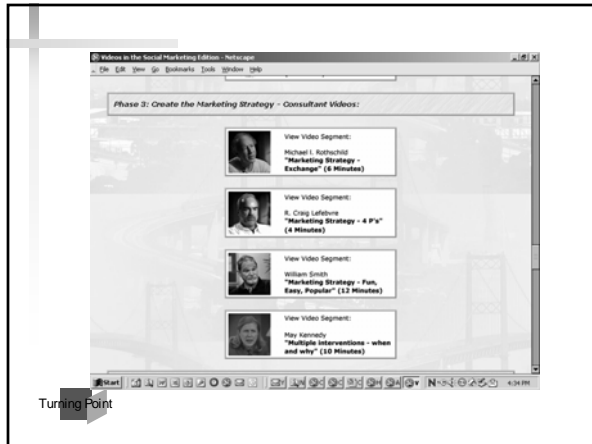 Videos in the Social Marketing Edition - Netscape
File Edit View Go Bookmarks Tools Window Help
Phase 3: Create the Marketing Strategy - Consultant Videos:
View Video Segment:
Michael l. Rothschild
"Marketing Strategy -
Exchange" (6 Minutes)
View Video Segment:
R. Craig Lefebvre
"Marketing Strategy - 4 P's"
(4 Minutes)
View Video Segment:
William Smith
"Marketing Strategy - Fun,
Easy, Popular" (12 Minutes)
View Video Segment:
May Kennedy
"Multiple interventions - when
and why" (10 Minutes)
Start
4:34 PM
Turning Point